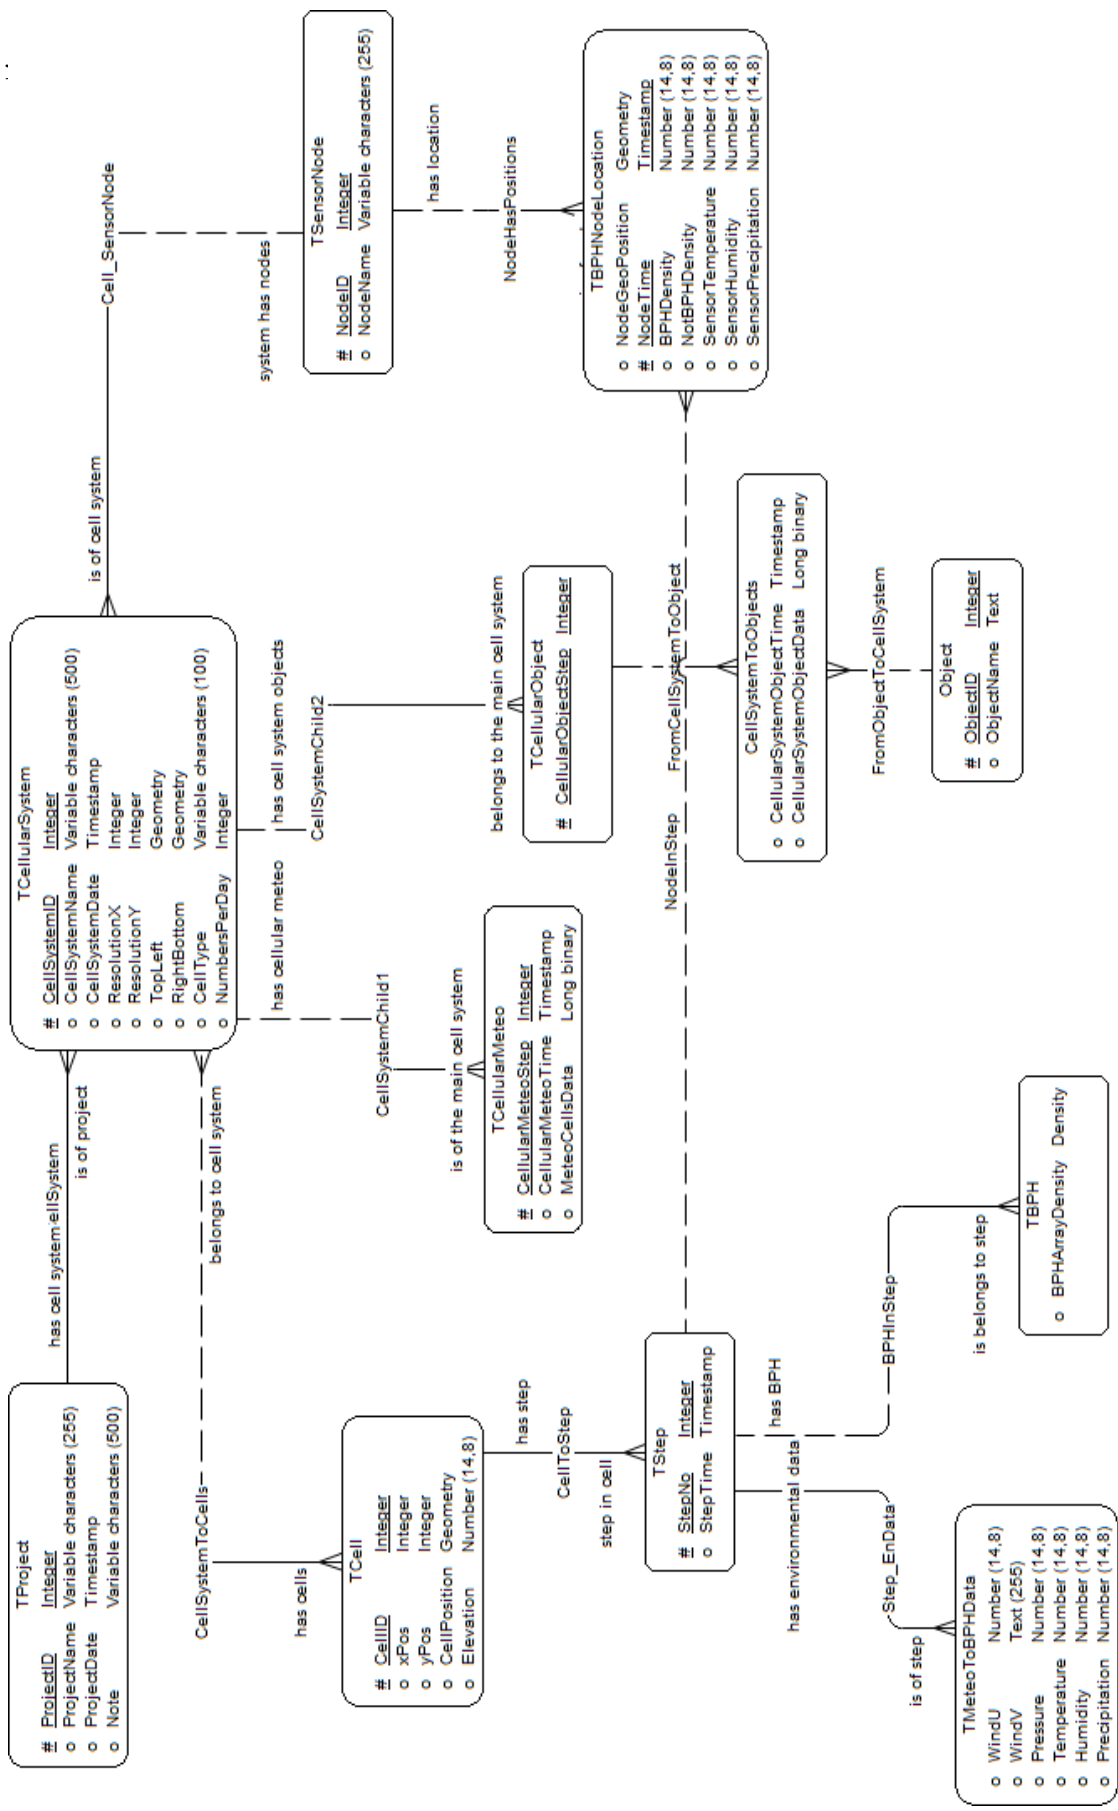 TProject
# ProjectID Integer
o ProjectName Variable characters (255)
o ProjectDate Timestamp
o Note Variable characters (500)
has cell system
ellSystem
is of project
TCellularSystem
# CellSystemID Integer
o CellSystemName Variable characters (500)
o CellSystemDate Timestamp
o ResolutionX Integer
o ResolutionY Integer
o TopLeft Geometry
o RightBottom Geometry
o CellType Variable characters (100)
o NumbersPerDay Integer
is of cell system
Cell_SensorNode
system has nodes
TSensorNode
# NodeID Integer
o NodeName Variable characters (255)
has location
NodeHasPositions
TBPHNodeLocation
o NodeGeoPosition Geometry
# NodeTime Timestamp
o BPHDensity Number (14,8)
o NotBPHDensity Number (14,8)
o SensorTemperature Number (14,8)
o SensorHumidity Number (14,8)
o SensorPrecipitation Number (14,8)
CellSystemToCells
belongs to cell system
has cells
TCell
# CellID Integer
o xPos Integer
o yPos Integer
o CellPosition Geometry
o Elevation Number (14,8)
has cellular meteo
CellSystemChild1
is of the main cell system
TCellularMeteo
# CellularMeteoStep Integer
o CellularMeteoTime Timestamp
o MeteoCellsData Long binary
has cell system objects
CellSystemChild2
belongs to the main cell system
TCellularObject
# CellularObjectStep Integer
FromCellSystemToObject
CellSystemToObjects
o CellularSystemObjectTime Timestamp
o CellularSystemObjectData Long binary
FromObjectToCellSystem
Object
# ObjectID Integer
o ObjectName Text
has step
CellToStep
step in cell
TStep
# StepNo Integer
o StepTime Timestamp
NodeInStep
has BPH
BPHInStep
is belongs to step
TBPH
o BPHArrayDensity Density
has environmental data
Step_EnData
is of step
TMeteoToBPHData
o WindU Number (14,8)
o WindV Text (255)
o Pressure Number (14,8)
o Temperature Number (14,8)
o Humidity Number (14,8)
o Precipitation Number (14,8)